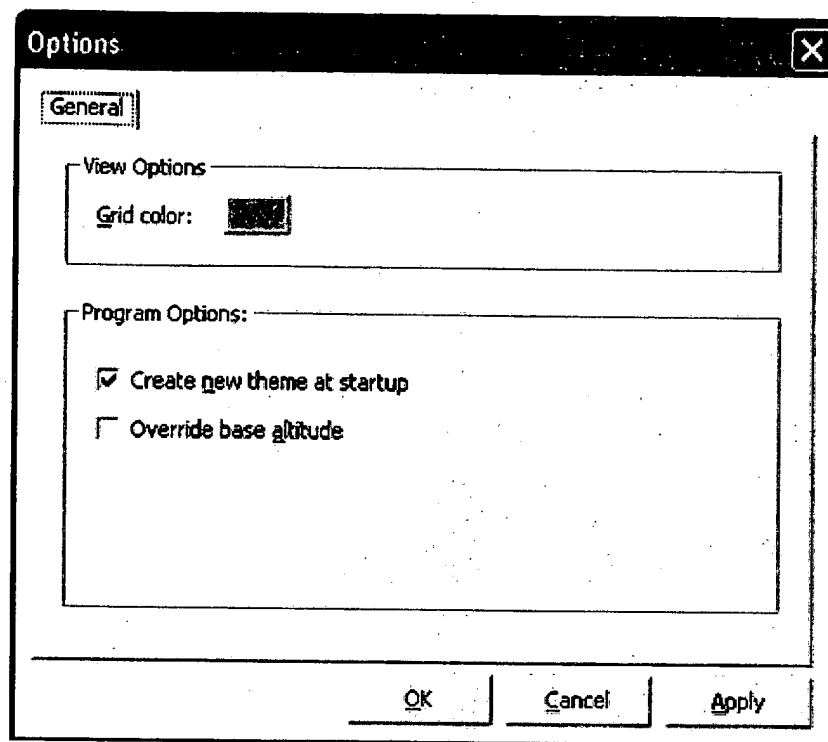 Options
General
View Options
Grid color:
Program Options:
Create new theme at startup
Override base altitude
OK
Cancel
Apply